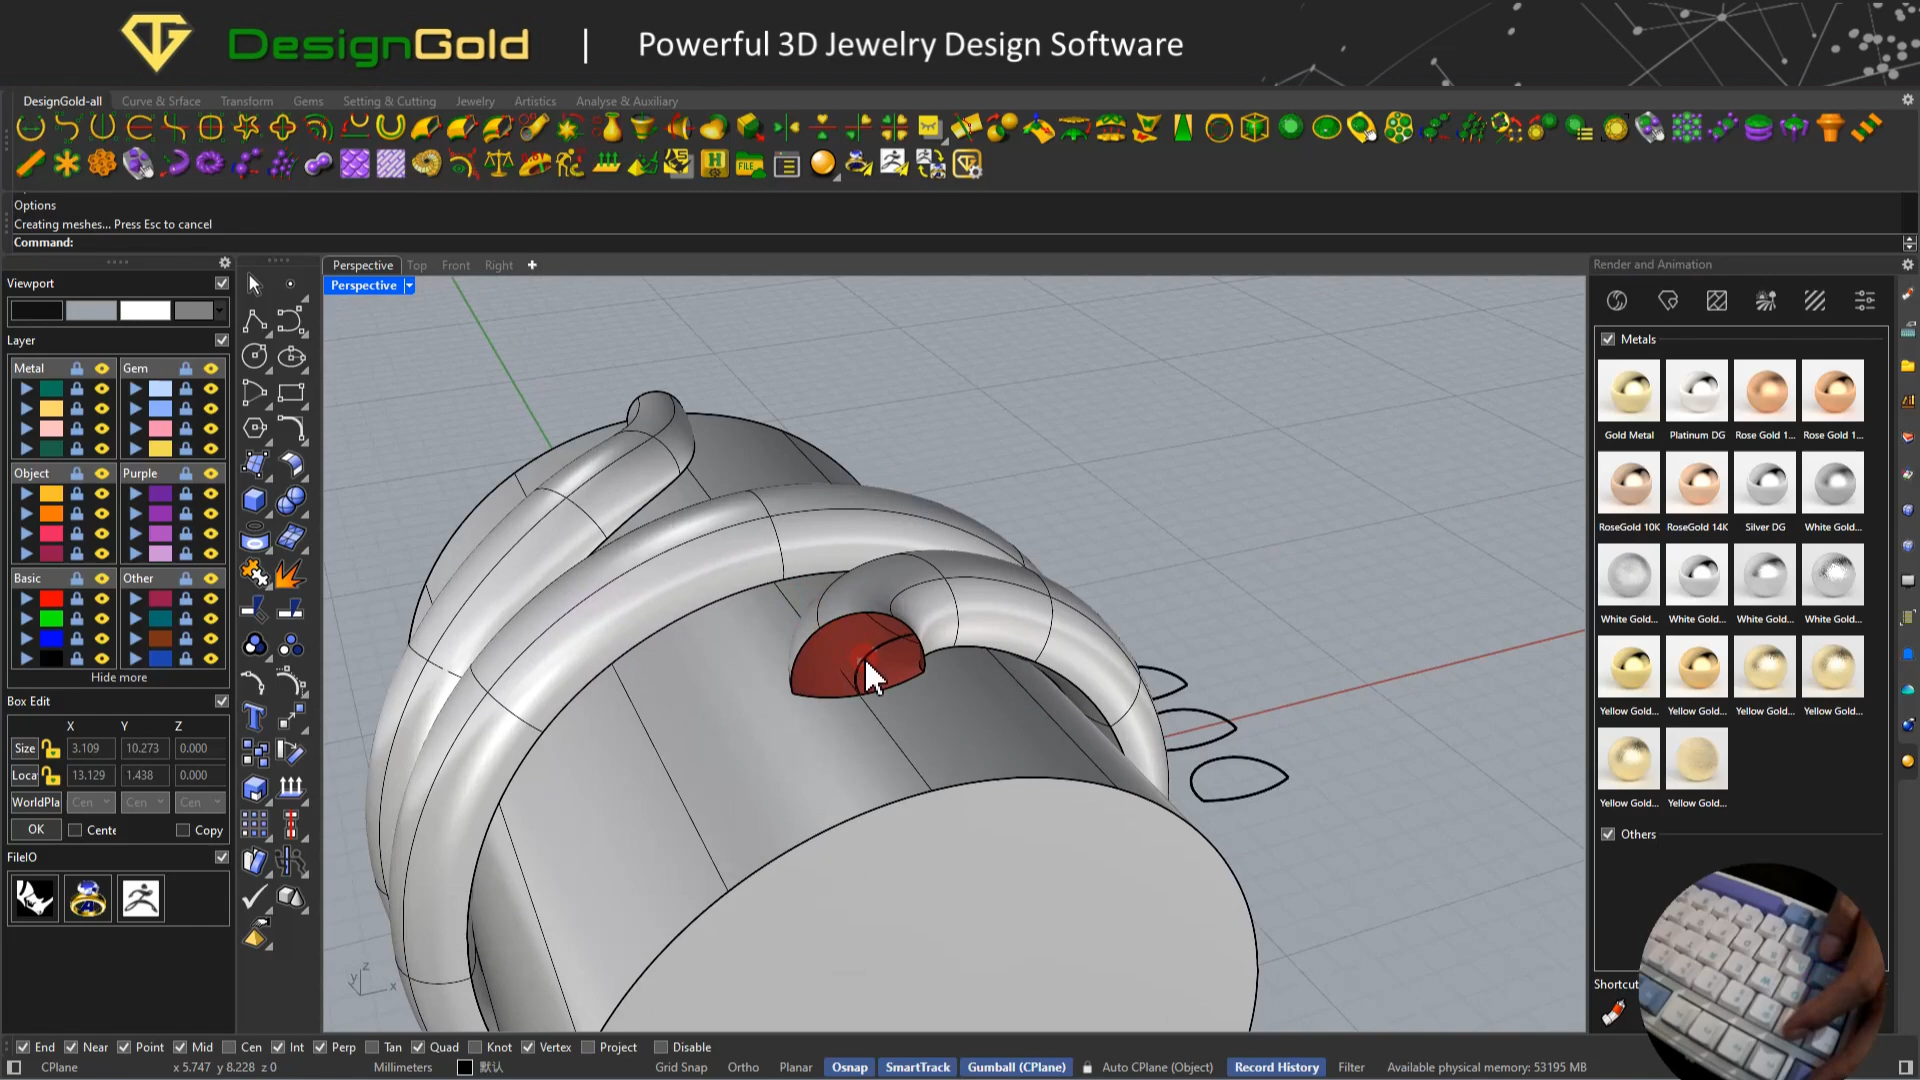 DesignGold | Powerful 3D Jewelry Design Software
DesignGold-all Curve & Srface Transform Gems Setting & Cutting Jewelry Artistics Analyse & Auxiliary
Options
Creating meshes... Press Esc to cancel
Command:
Viewport
Layer
Metal Gem
Object Purple
Basic Other
Hide more
Box Edit
X Y Z
Size 3.109 10.273 0.000
Loca 13.129 1.438 0.000
WorldPla Cen Cen Cen
OK Cente Copy
FileIO
Perspective Top Front Right
Perspective
z
y x
Render and Animation
Metals
Gold Metal Platinum DG Rose Gold 1... Rose Gold 1...
RoseGold 10K RoseGold 14K Silver DG White Gold...
White Gold... White Gold... White Gold... White Gold...
Yellow Gold... Yellow Gold... Yellow Gold... Yellow Gold...
Yellow Gold... Yellow Gold...
Others
Shortcut
End Near Point Mid Cen Int Perp Tan Quad Knot Vertex Project Disable
CPlane x 5.747 y 8.228 z 0 Millimeters 默认 Grid Snap Ortho Planar Osnap SmartTrack Gumball (CPlane) Auto CPlane (Object) Record History Filter Available physical memory: 53195 MB